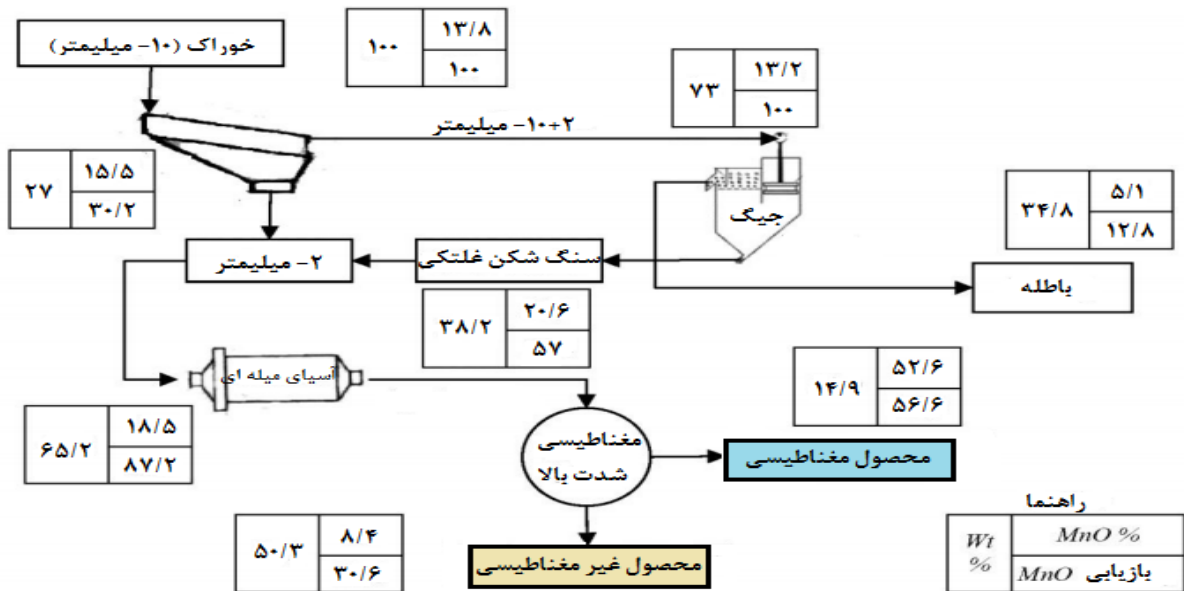 خوراک (۱۰- میلیمتر)
۱۰۰
۱۳/۸
۱۰۰
۷۳
۱۳/۲
۱۰۰
۱۰+۲- میلیمتر
۲۷
۱۵/۵
۳۰/۲
جیگ
۳۴/۸
۵/۱
۱۲/۸
۲- میلیمتر
سنگ شکن غلتکی
باطله
۳۸/۲
۲۰/۶
۵۷
آسیای میله ای
۱۴/۹
۵۲/۶
۵۶/۶
۶۵/۲
۱۸/۵
۸۷/۲
مغناطیسی
شدت بالا
محصول مغناطیسی
۵۰/۳
۸/۴
۳۰/۶
محصول غیر مغناطیسی
راهنما
Wt
%
MnO %
بازیابی MnO